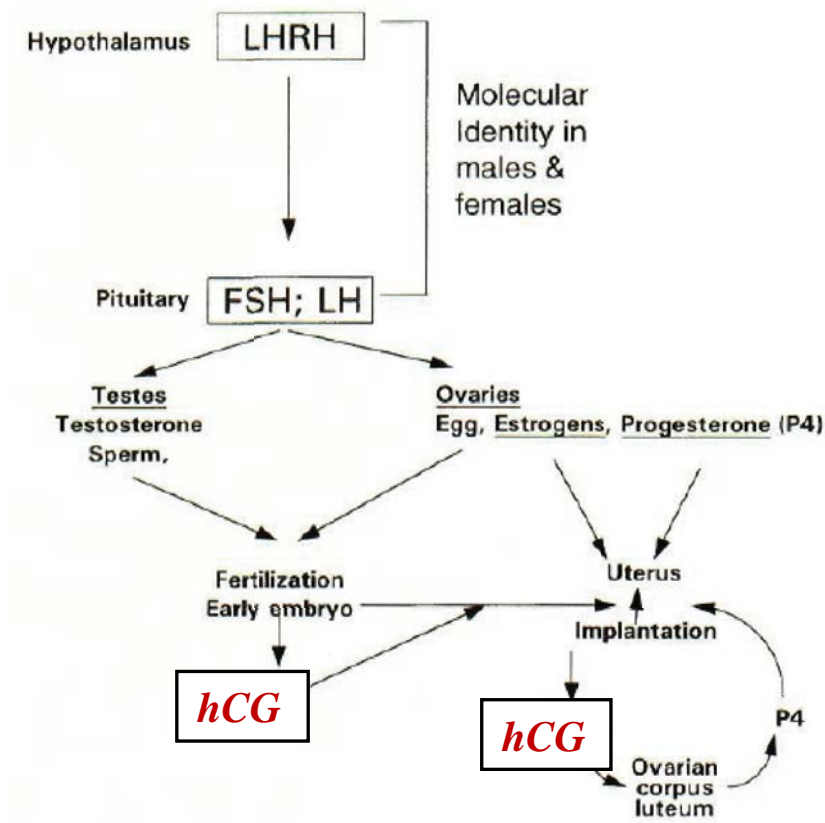 Hypothalamus
LHRH
Molecular
Identity in
males &
females
Pituitary
FSH; LH
Testes
Testosterone
Sperm,
Ovaries
Egg, Estrogens, Progesterone (P4)
Fertilization
Early embryo
Uterus
Implantation
hCG
hCG
P4
Ovarian
corpus
luteum